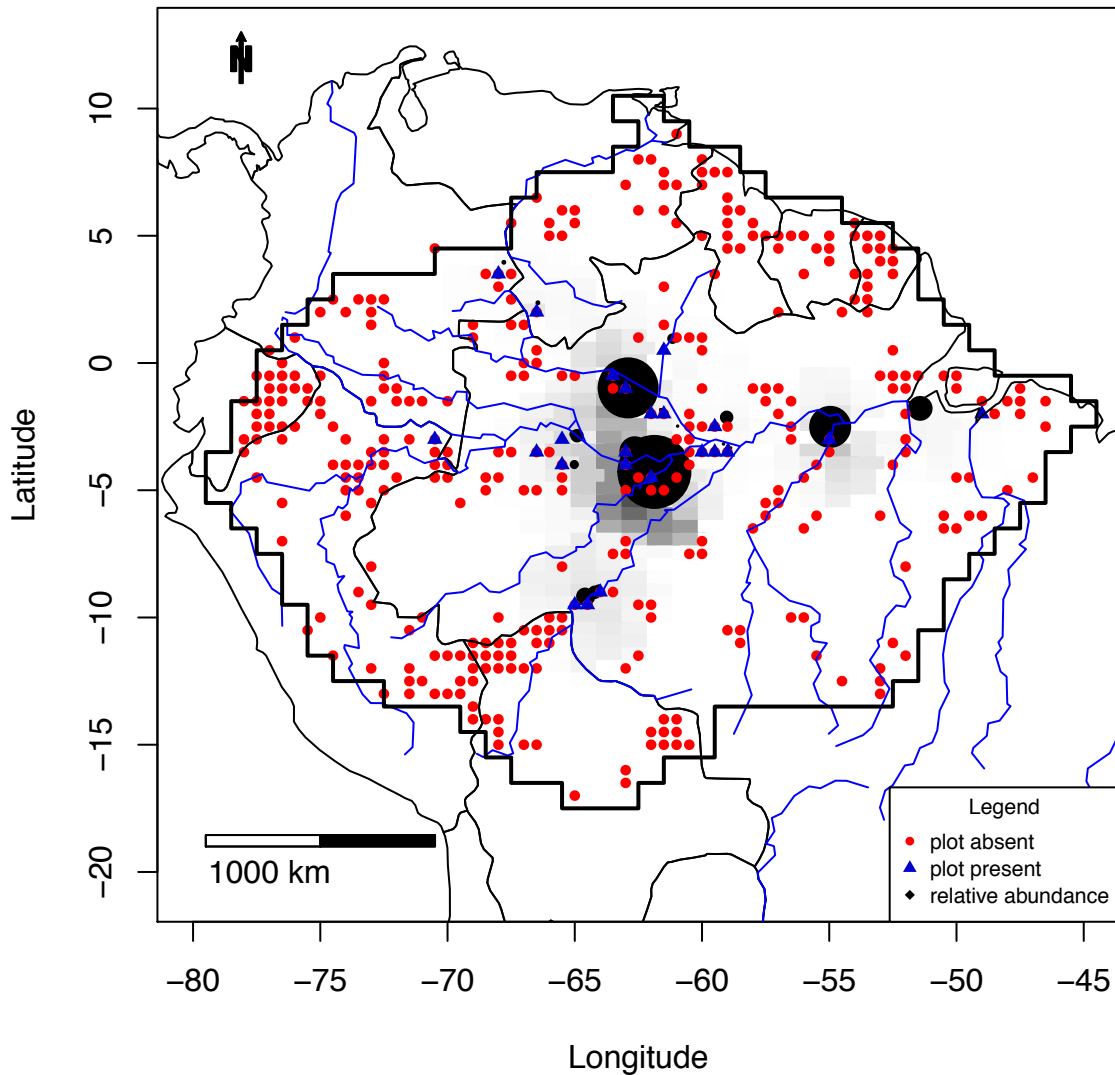 N
10
5
0
−5
−10
−15
−20
Latitude
1000 km
Legend
plot absent
plot present
relative abundance
−80 −75 −70 −65 −60 −55 −50 −45
Longitude